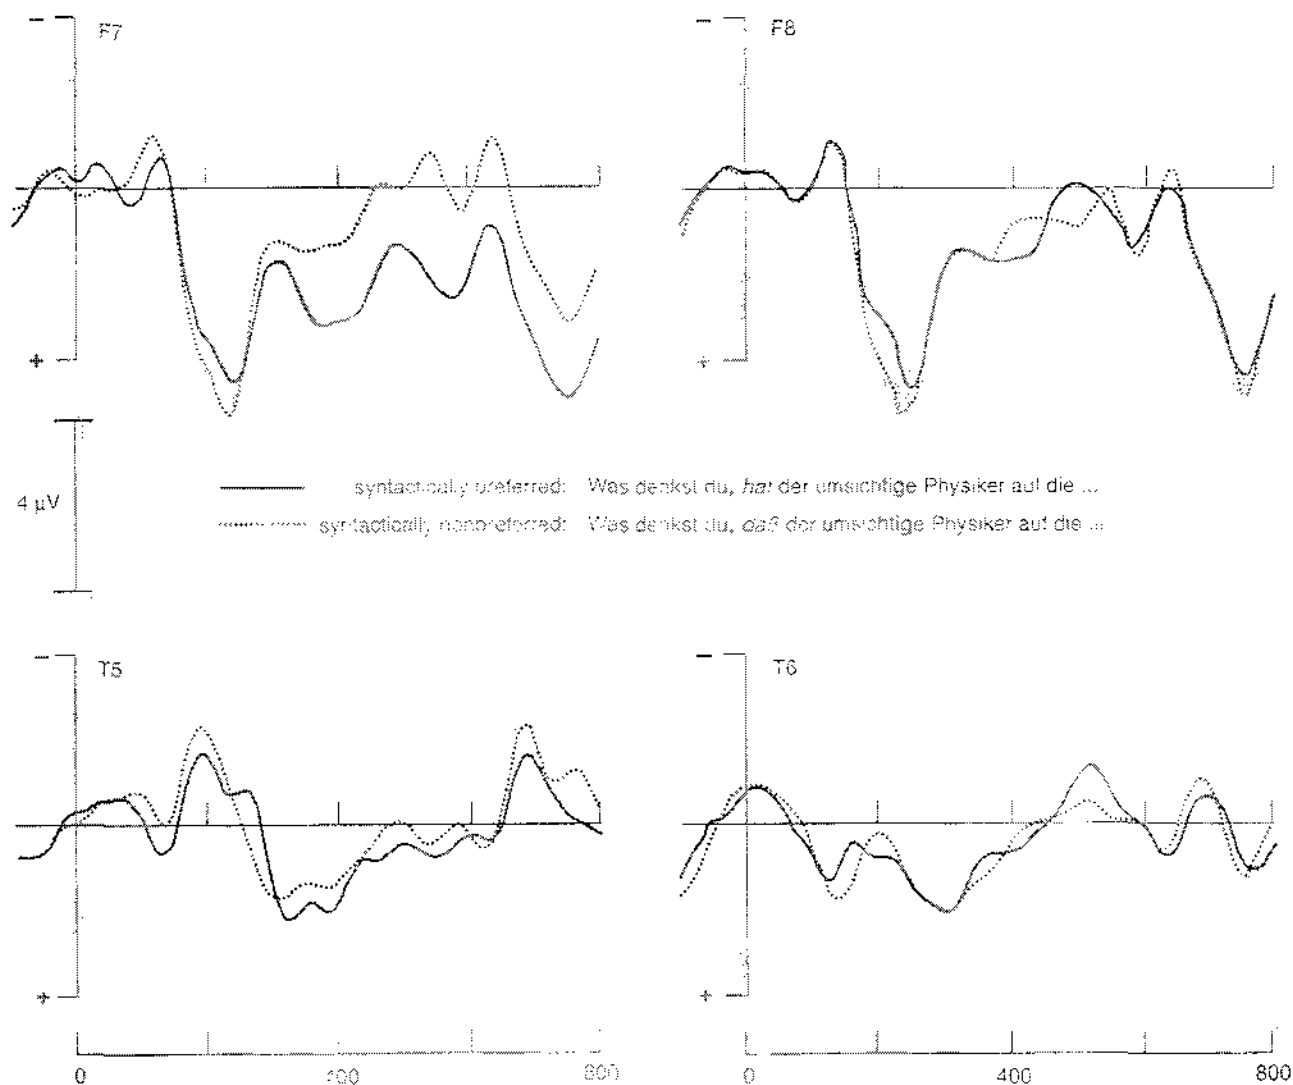 − F7
− F8
+
+
4 µV
syntactically preferred: Was denkst du, hat der umsichtige Physiker auf die ...
syntactically nonpreferred: Was denkst du, daß der umsichtige Physiker auf die ...
− T5
− T6
+
+
0 400 800 400 800